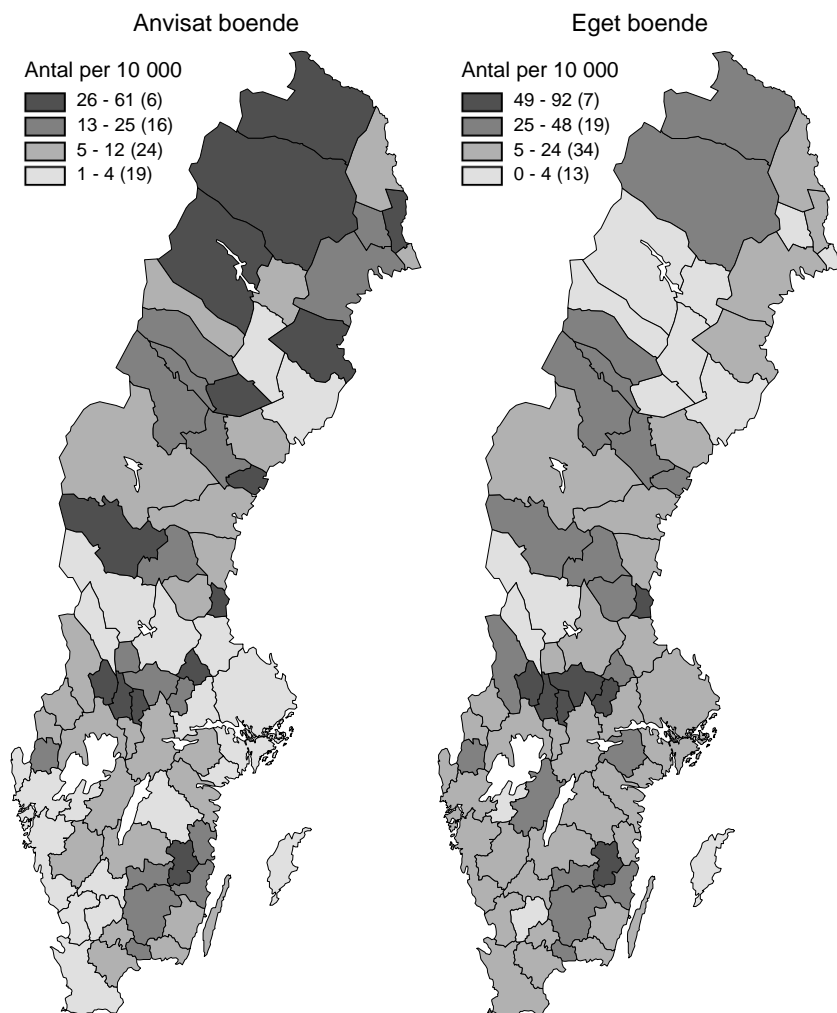 Anvisat boende
Antal per 10 000
26 - 61 (6)
13 - 25 (16)
5 - 12 (24)
1 - 4 (19)
Eget boende
Antal per 10 000
49 - 92 (7)
25 - 48 (19)
5 - 24 (34)
0 - 4 (13)